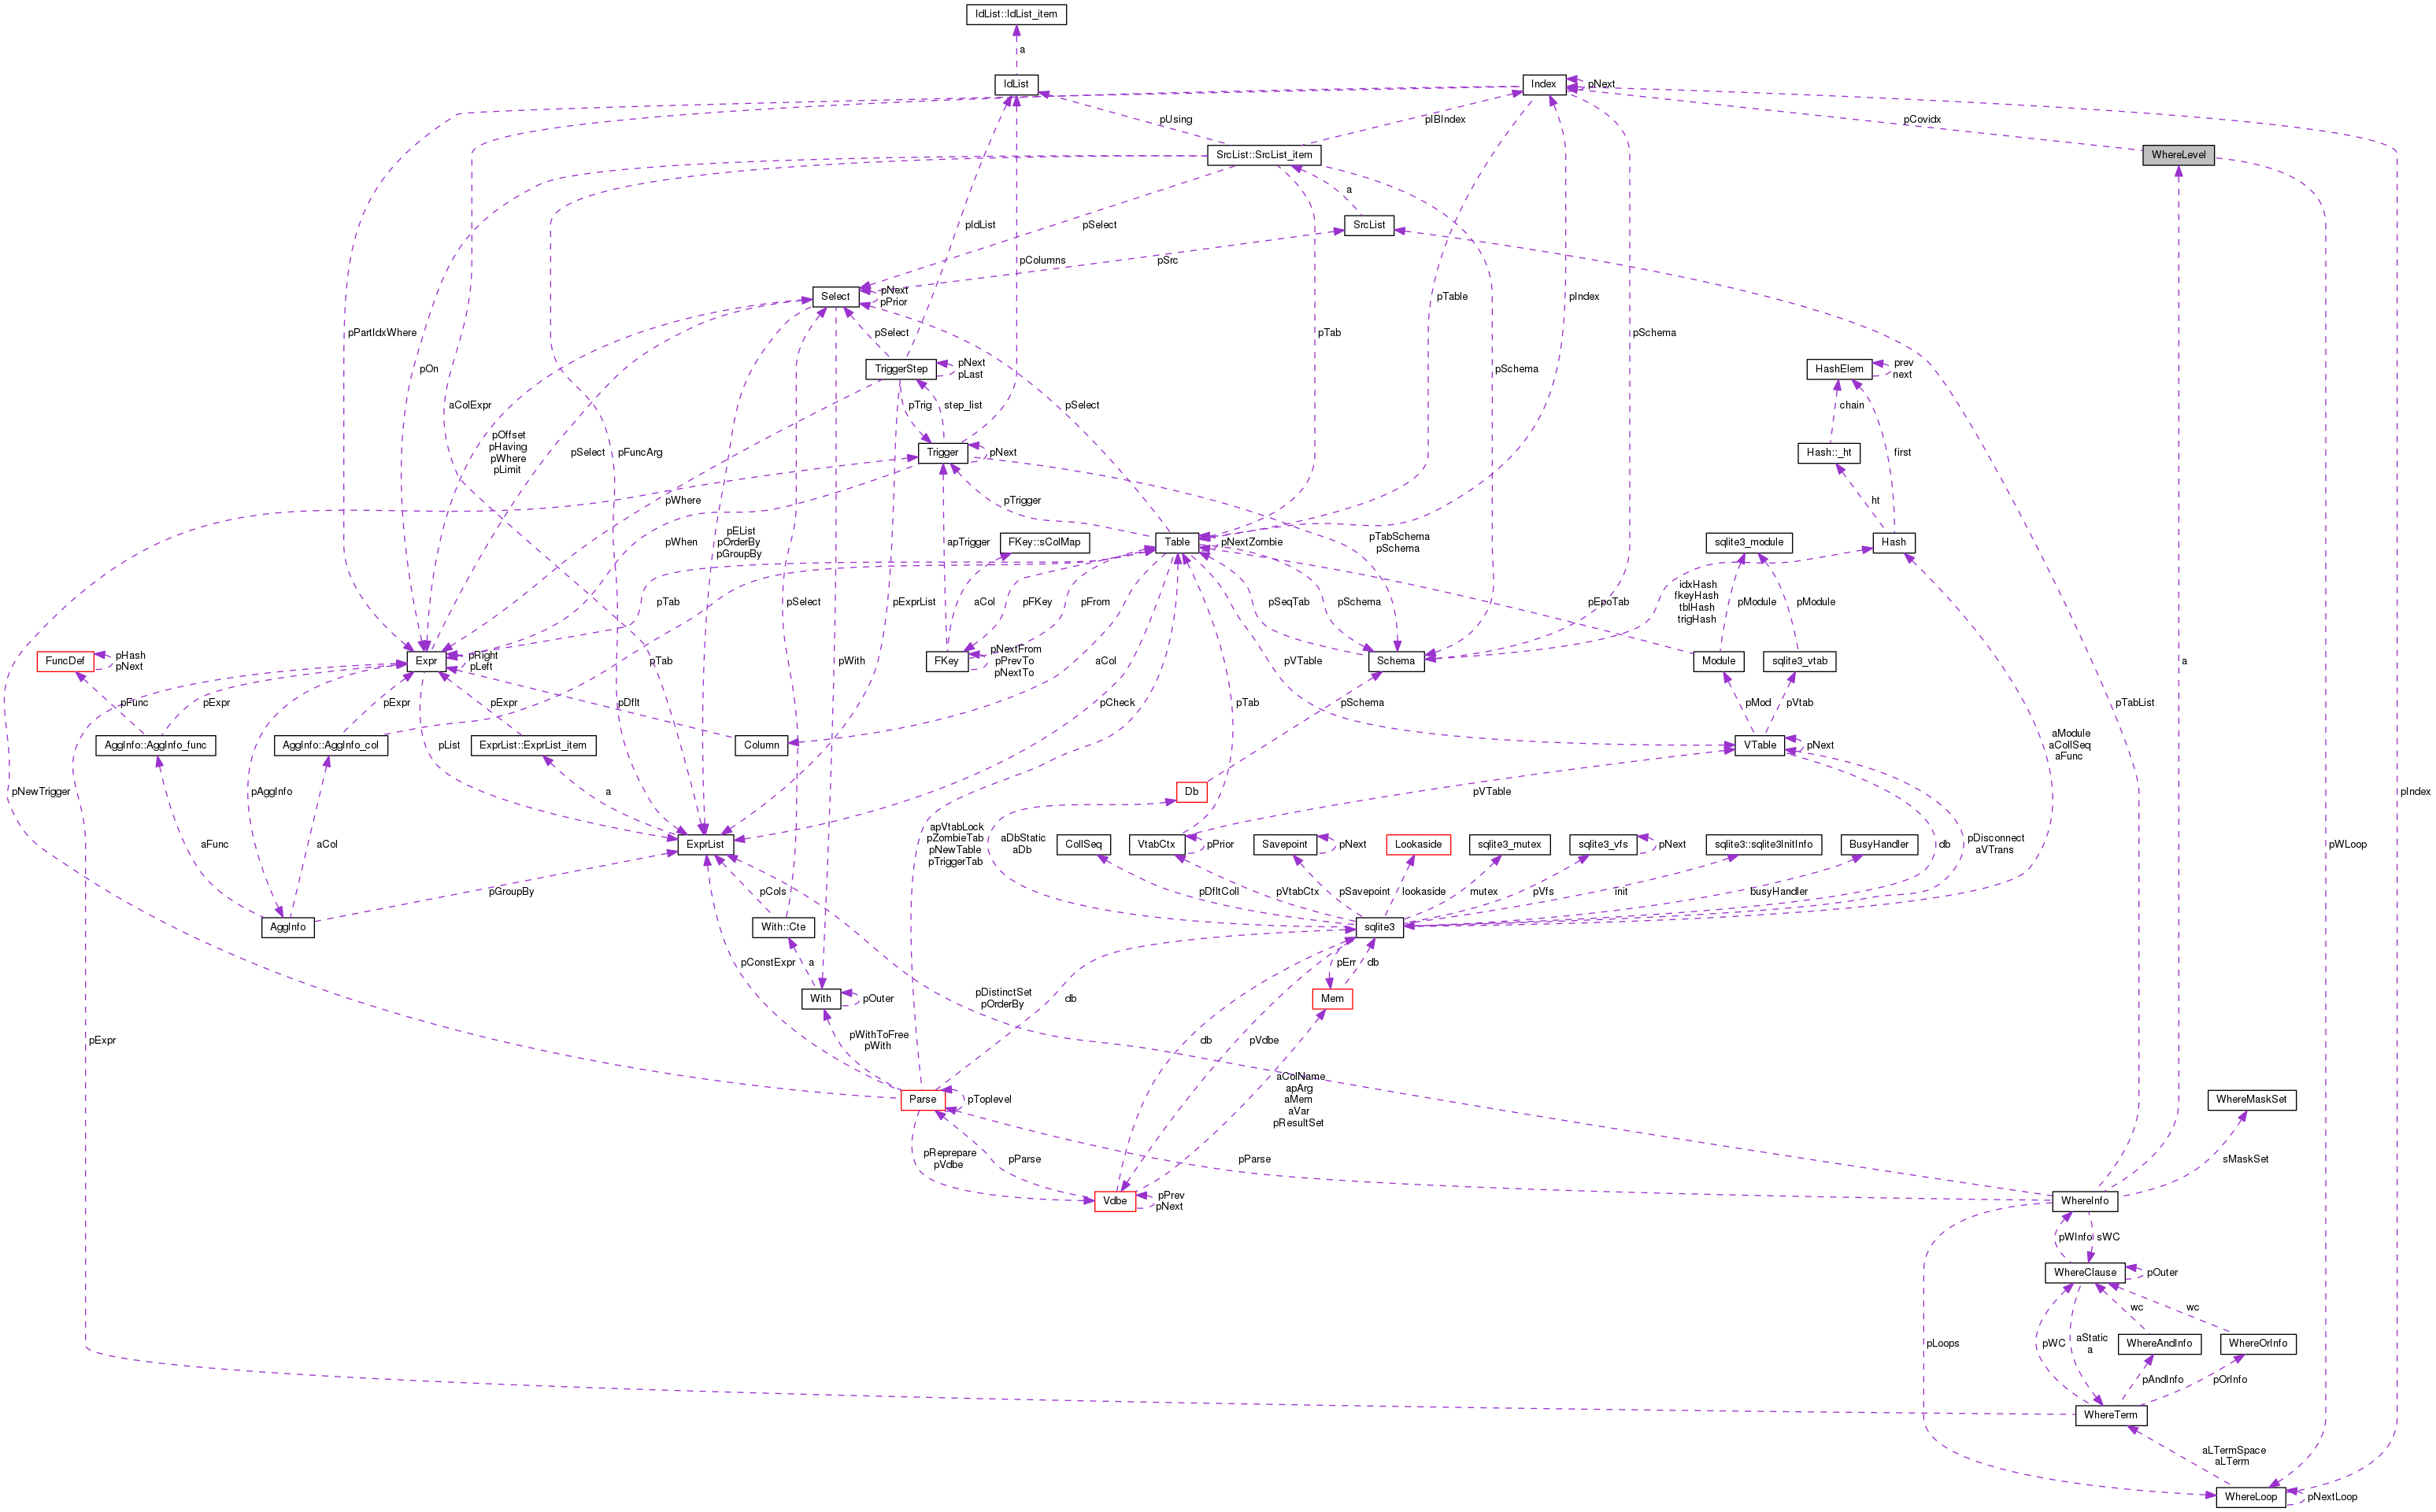 IdList::IdList_item
a
IdList
Index
pNext
pUsing
pIBIndex
pCovidx
SrcList::SrcList_item
WhereLevel
a
SrcList
pSelect
pIdList
pColumns
pSrc
Select
pNext
pPrior
pTable
pIndex
pPartIdxWhere
pSelect
pTab
pSchema
TriggerStep
pNext
pLast
pOn
pSchema
HashElem
prev
next
aColExpr
pTrig
step_list
pSelect
chain
pOffset
pHaving
pWhere
pLimit
pSelect
pFuncArg
Trigger
pNext
Hash::_ht
first
pWhere
pTrigger
ht
pWhen
pEList
pOrderBy
pGroupBy
apTrigger
FKey::sColMap
Table
pNextZombie
pTabSchema
pSchema
sqlite3_module
Hash
pTab
pSelect
pExprList
aCol
pFKey
pFrom
pSeqTab
pSchema
pEpoTab
idxHash
fkeyHash
tblHash
trigHash
pModule
pModule
FuncDef
pHash
pNext
Expr
pRight
pLeft
pTab
pWith
FKey
pNextFrom
pPrevTo
pNextTo
aCol
pVTable
Schema
Module
sqlite3_vtab
a
pFunc
pExpr
pExpr
pExpr
pDflt
pCheck
pTab
pSchema
pMod
pVtab
pTabList
AggInfo::AggInfo_func
AggInfo::AggInfo_col
ExprList::ExprList_item
pList
Column
VTable
pNext
aModule
aCollSeq
aFunc
pNewTrigger
pAggInfo
a
Db
pVTable
pIndex
aFunc
aCol
ExprList
apVtabLock
pZombieTab
pNewTable
pTriggerTab
aDbStatic
aDb
CollSeq
VtabCtx
pPrior
Savepoint
pNext
Lookaside
sqlite3_mutex
sqlite3_vfs
pNext
sqlite3::sqlite3InitInfo
BusyHandler
db
pDisconnect
aVTrans
pWLoop
pGroupBy
pCols
pDfltColl
pVtabCtx
pSavepoint
lookaside
mutex
pVfs
init
busyHandler
AggInfo
With::Cte
sqlite3
pConstExpr
a
pErr
db
With
pOuter
pDistinctSet
pOrderBy
db
Mem
pExpr
pWithToFree
pWith
db
pVdbe
aColName
apArg
aMem
aVar
pResultSet
Parse
pToplevel
WhereMaskSet
pReprepare
pVdbe
pParse
pParse
sMaskSet
Vdbe
pPrev
pNext
WhereInfo
pWInfo
sWC
WhereClause
pOuter
wc
wc
pLoops
pWC
aStatic
a
WhereAndInfo
WhereOrInfo
pAndInfo
pOrInfo
WhereTerm
aLTermSpace
aLTerm
WhereLoop
pNextLoop